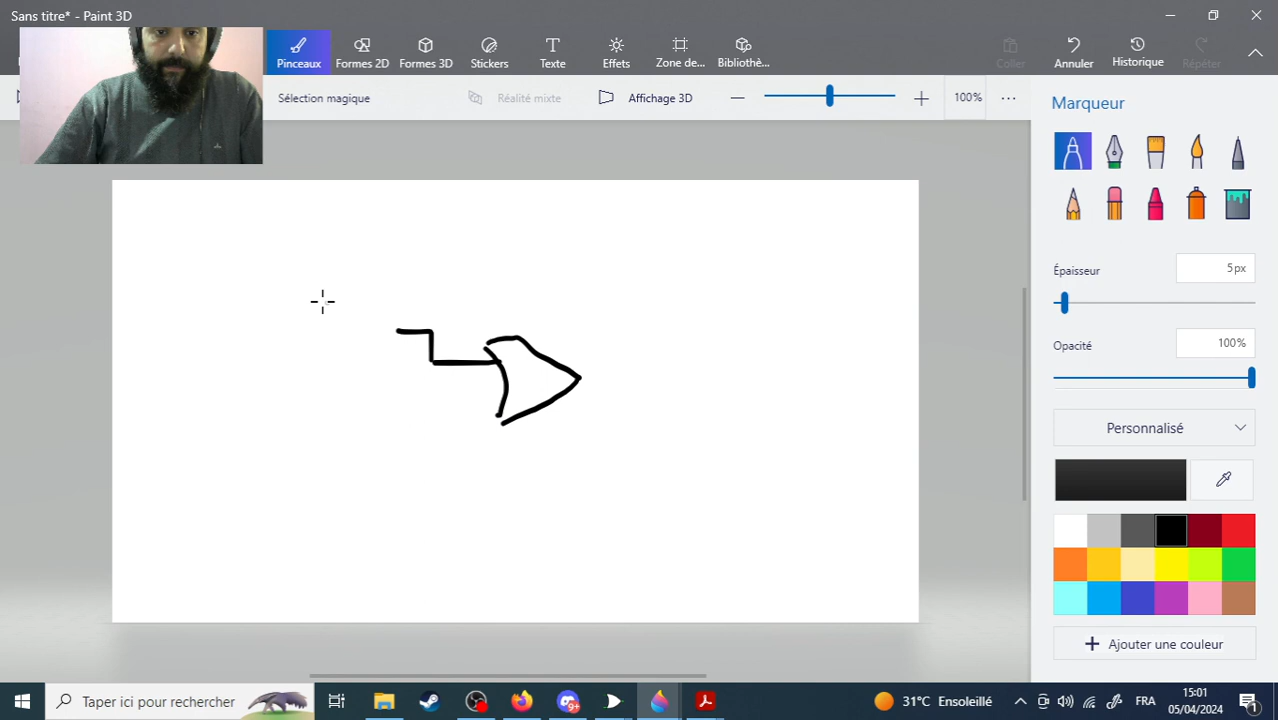 Sans titre* - Paint 3D
Pinceaux
Formes 2D
Formes 3D
Stickers
Texte
Effets
Zone de...
Bibliothè...
Coller
Annuler
Historique
Répéter
Sélection magique
Réalité mixte
Affichage 3D
100%
Marqueur
Épaisseur
5px
Opacité
100%
Personnalisé
Ajouter une couleur
Taper ici pour rechercher
9+
31°C Ensoleillé
FRA
15:01
05/04/2024
1